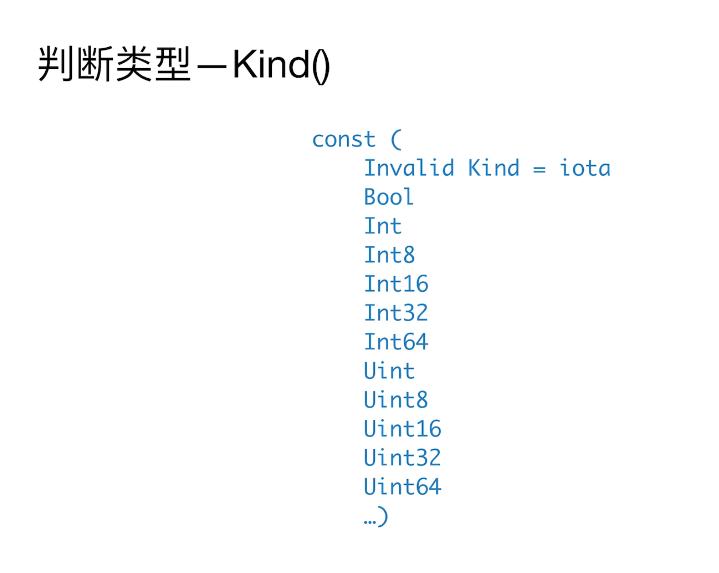 判断类型—Kind()
const (
Invalid Kind = iota
Bool
Int
Int8
Int16
Int32
Int64
Uint
Uint8
Uint16
Uint32
Uint64
…)